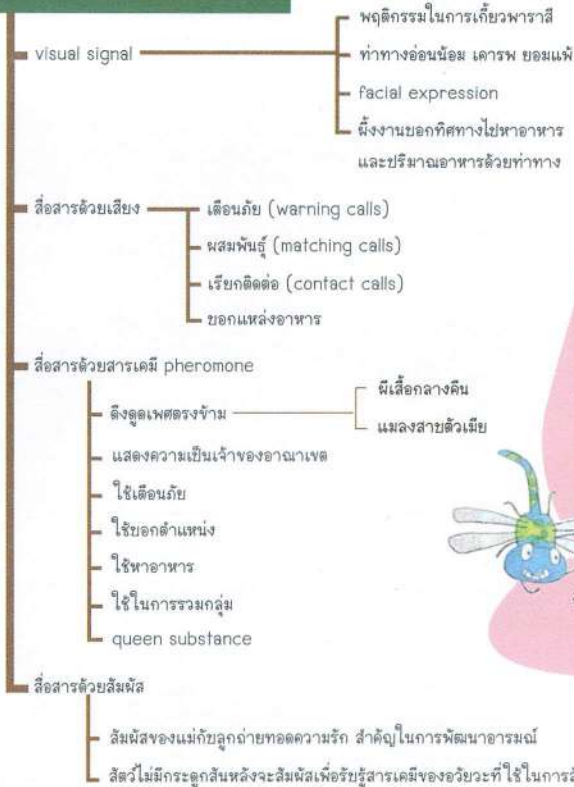 visual signal
พฤติกรรมในการเกี้ยวพาราสี
ท่าทางอ่อนน้อม เคารพ ยอมแพ้
facial expression
ผึ้งงานบอกทิศทางไปหาอาหาร
และปริมาณอาหารด้วยท่าทาง
สื่อสารด้วยเสียง
เตือนภัย (warning calls)
ผสมพันธุ์ (matching calls)
เรียกติดต่อ (contact calls)
บอกแหล่งอาหาร
สื่อสารด้วยสารเคมี pheromone
ดึงดูดเพศตรงข้าม
ผีเสื้อกลางคืน
แมลงสาบตัวเมีย
แสดงความเป็นเจ้าของอาณาเขต
ใช้เตือนภัย
ใช้บอกตำแหน่ง
ใช้หาอาหาร
ใช้ในการรวมกลุ่ม
queen substance
สื่อสารด้วยสัมผัส
สัมผัสของแม่กับลูกถ่ายทอดความรัก สำคัญในการพัฒนาอารมณ์
สัตว์ไม่มีกระดูกสันหลังจะสัมผัสเพื่อรับรู้สารเคมีของอวัยวะที่ใช้ในการ